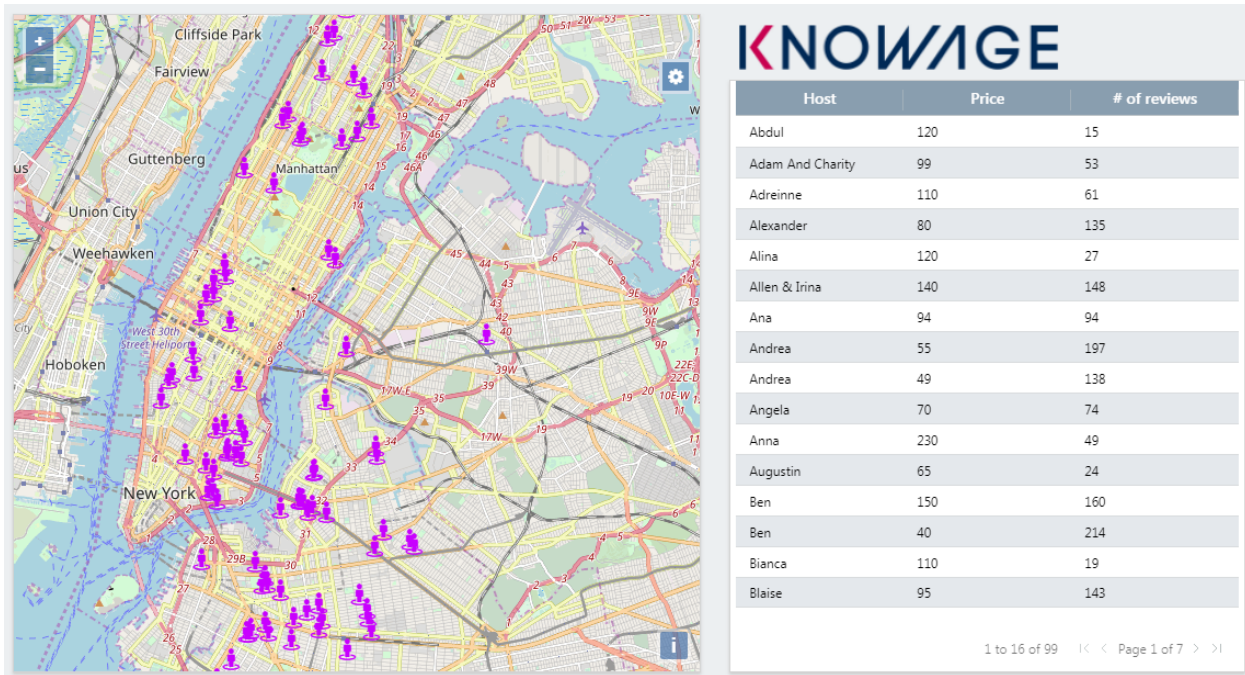 Cliffside Park
Fairview
Guttenberg
Manhattan
Union City
Weehawken
West 30th
Street Heliport
Hoboken
New York
KNOWAGE
Host Price # of reviews
Abdul 120 15
Adam And Charity 99 53
Adreinne 110 61
Alexander 80 135
Alina 120 27
Allen & Irina 140 148
Ana 94 94
Andrea 55 197
Andrea 49 138
Angela 70 74
Anna 230 49
Augustin 65 24
Ben 150 160
Ben 40 214
Bianca 110 19
Blaise 95 143
1 to 16 of 99 Page 1 of 7